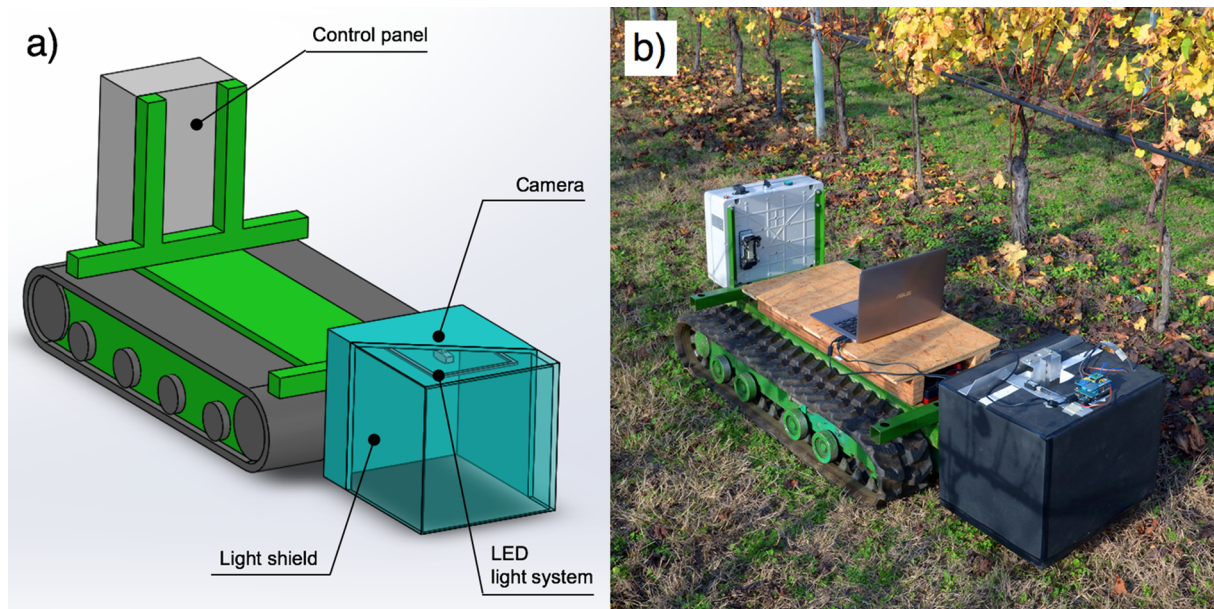 a)
Control panel
Camera
Light shield
LED
light system
b)
ASUS